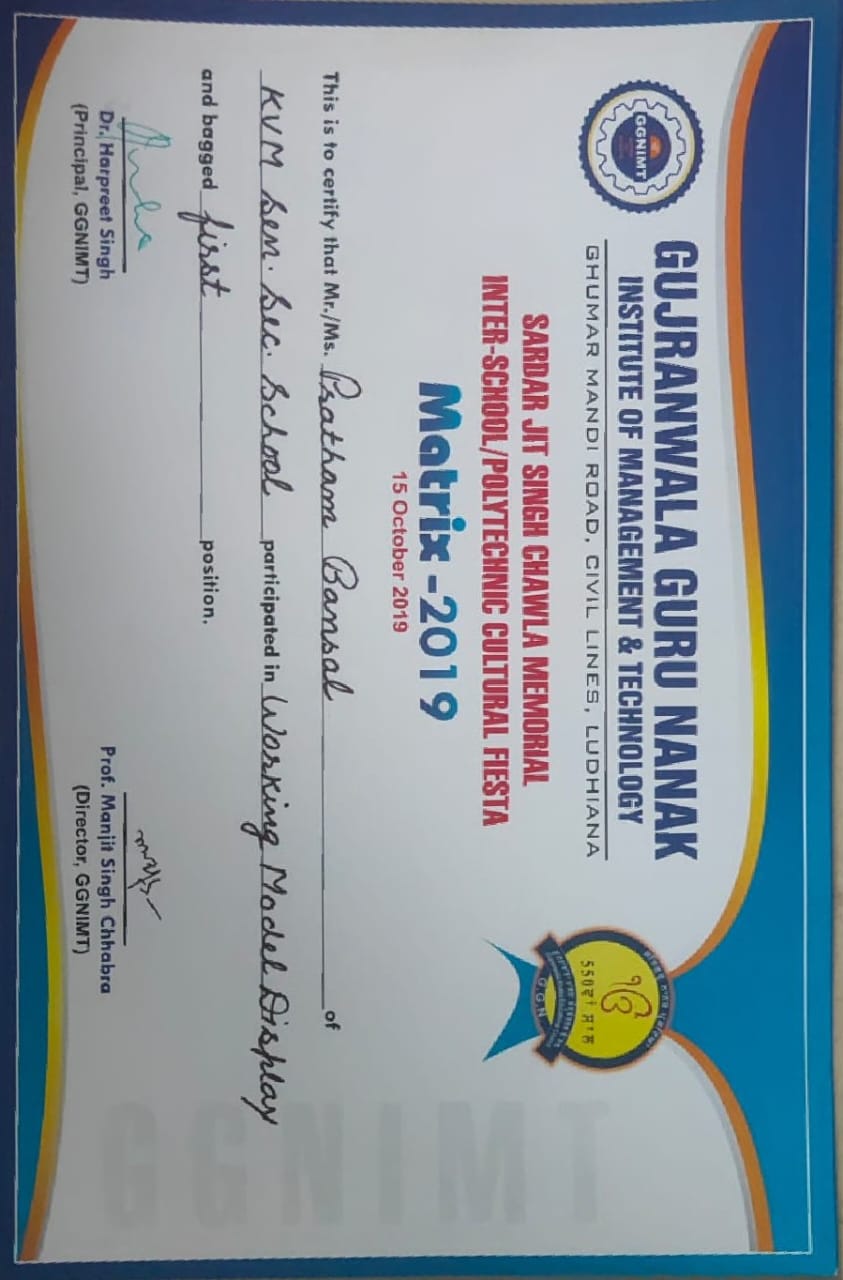 GUJRANWALA GURU NANAK
INSTITUTE OF MANAGEMENT & TECHNOLOGY
GHUMAR MANDI ROAD, CIVIL LINES, LUDHIANA
GGNIMT
ੴ
550ਵਾਂ ਸਾਲ
G.G.N
SARDAR JIT SINGH CHAWLA MEMORIAL
INTER-SCHOOL/POLYTECHNIC CULTURAL FIESTA
Matrix -2019
15 October 2019
This is to certify that Mr./Ms. Pratham Bansal of
KVM Sen. Sec. School participated in Working Model Display
and bagged first position.
Dr. Harpreet Singh
(Principal, GGNIMT)
Prof. Manjit Singh Chhabra
(Director, GGNIMT)
GGNIMT